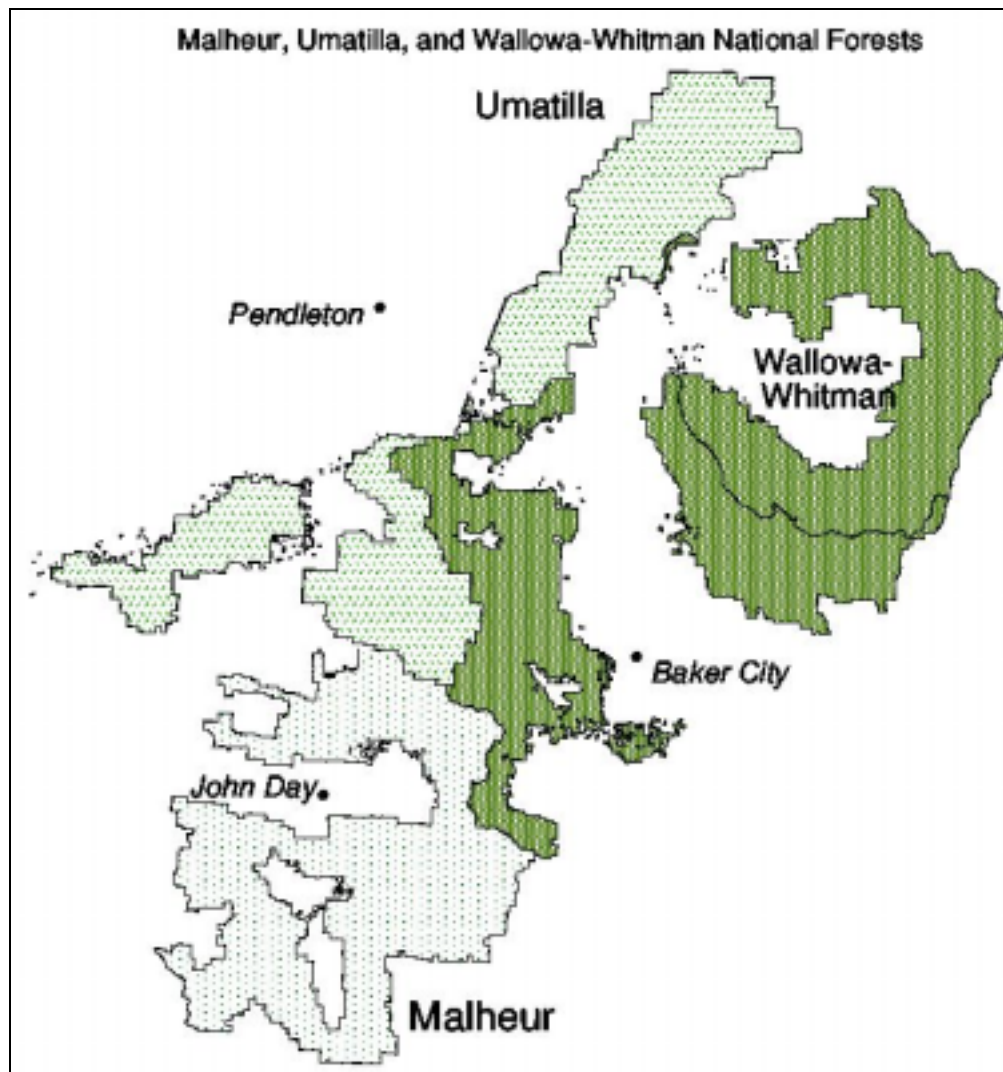 Malheur, Umatilla, and Wallowa-Whitman National Forests
Umatilla
Pendleton
Wallowa-
Whitman
Baker City
John Day
Malheur